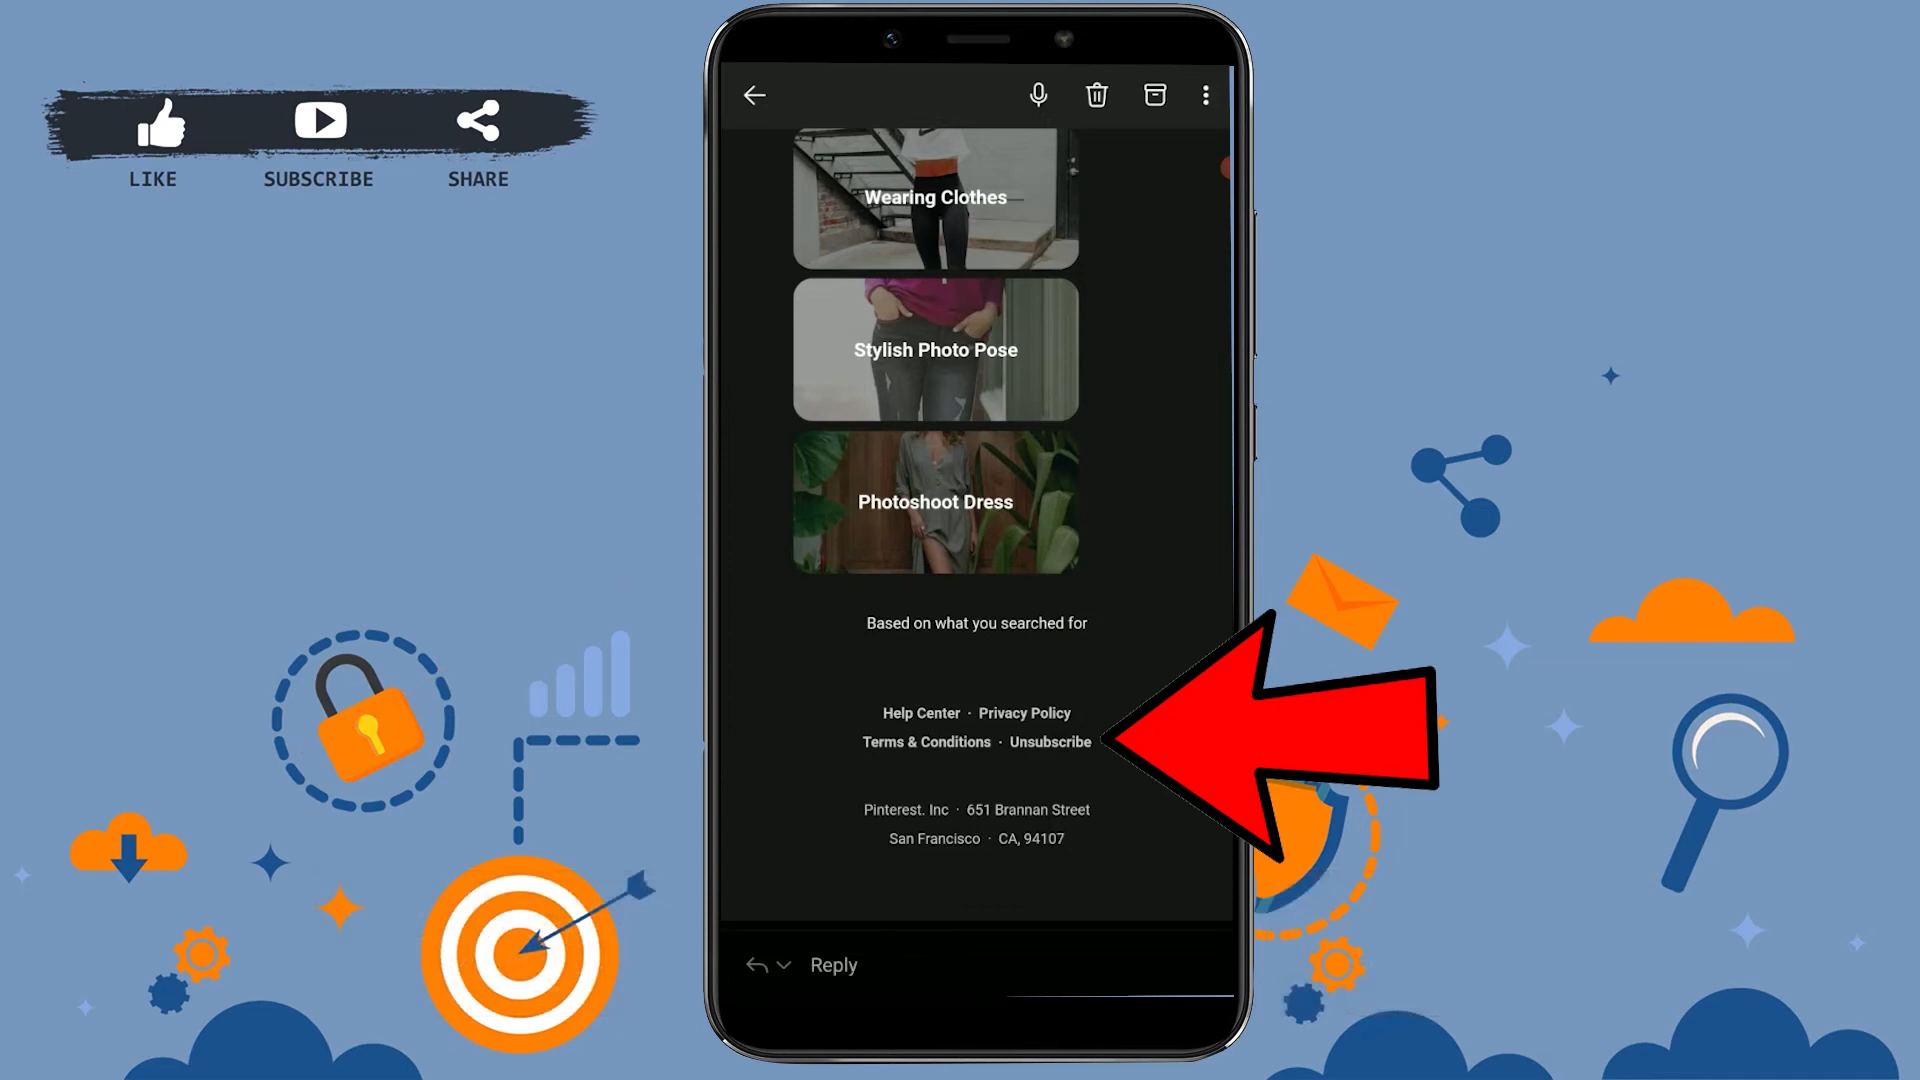 LIKE SUBSCRIBE SHARE
Wearing Clothes
Stylish Photo Pose
Photoshoot Dress
Based on what you searched for
Help Center · Privacy Policy
Terms & Conditions · Unsubscribe
Pinterest. Inc · 651 Brannan Street
San Francisco · CA, 94107
Reply